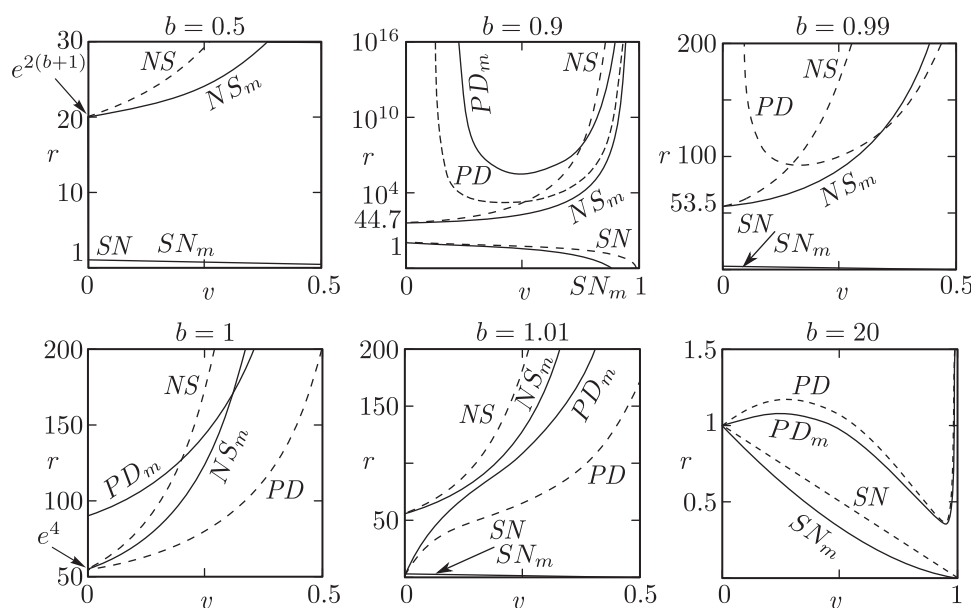 b = 0.5
30
e^{2(b+1)}
NS
NS_m
20
r
10
SN
SN_m
1
0
v
0.5
b = 0.9
10^{16}
NS
PD_m
10^{10}
r
PD
10^4
NS_m
44.7
SN
1
0
v
SN_m
1
b = 0.99
200
NS
PD
r
100
NS_m
53.5
SN
SN_m
0
v
0.5
b = 1
200
NS
150
r
PD_m
NS_m
PD
100
e^4
50
0
v
0.5
b = 1.01
200
NS
NS_m
150
PD_m
r
100
PD
50
SN
SN_m
0
v
0.5
b = 20
1.5
PD
1
PD_m
r
SN
0.5
SN_m
0
v
1